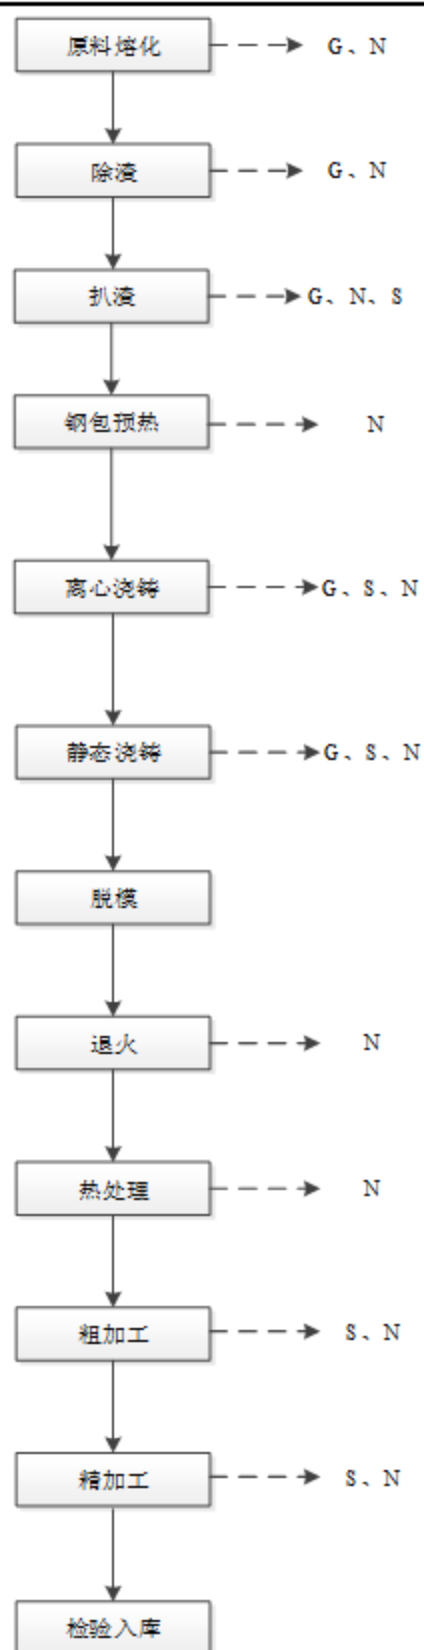 原料熔化 G、N
除渣 G、N
扒渣 G、N、S
钢包预热 N
离心浇铸 G、S、N
静态浇铸 G、S、N
脱模
退火 N
热处理 N
粗加工 S、N
精加工 S、N
检验入库